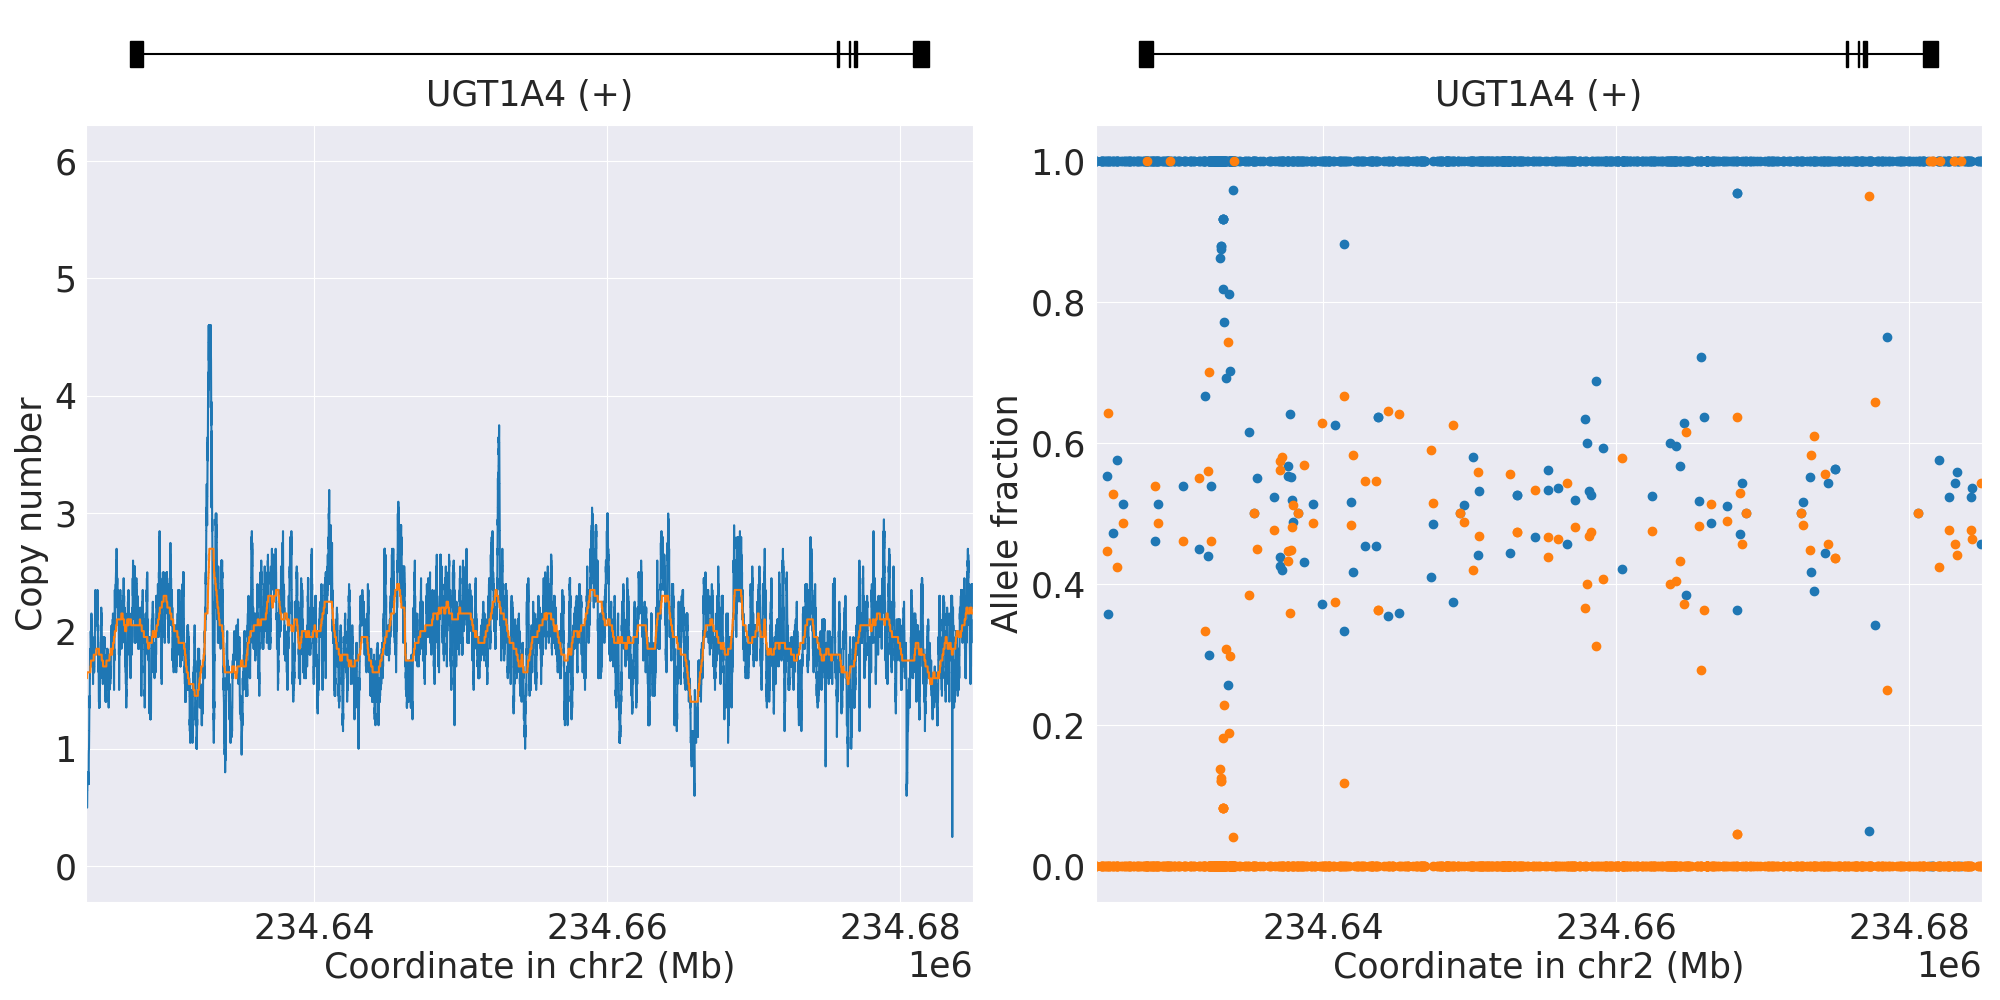 UGT1A4 (+)
6
5
4
3
2
1
0
Copy number
234.64
234.66
234.68
1e6
Coordinate in chr2 (Mb)
UGT1A4 (+)
1.0
0.8
0.6
0.4
0.2
0.0
Allele fraction
234.64
234.66
234.68
1e6
Coordinate in chr2 (Mb)